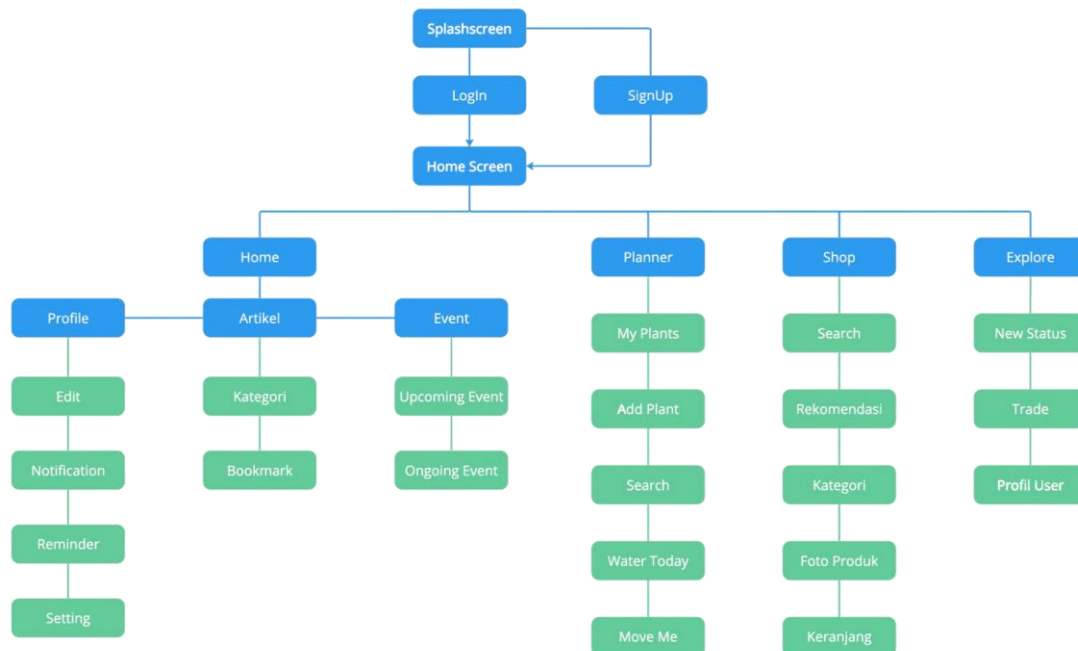 Splashscreen
LogIn
SignUp
Home Screen
Home
Planner
Shop
Explore
Profile
Artikel
Event
My Plants
Search
New Status
Edit
Kategori
Upcoming Event
Add Plant
Rekomendasi
Trade
Notification
Bookmark
Ongoing Event
Search
Kategori
Profil User
Reminder
Water Today
Foto Produk
Setting
Move Me
Keranjang